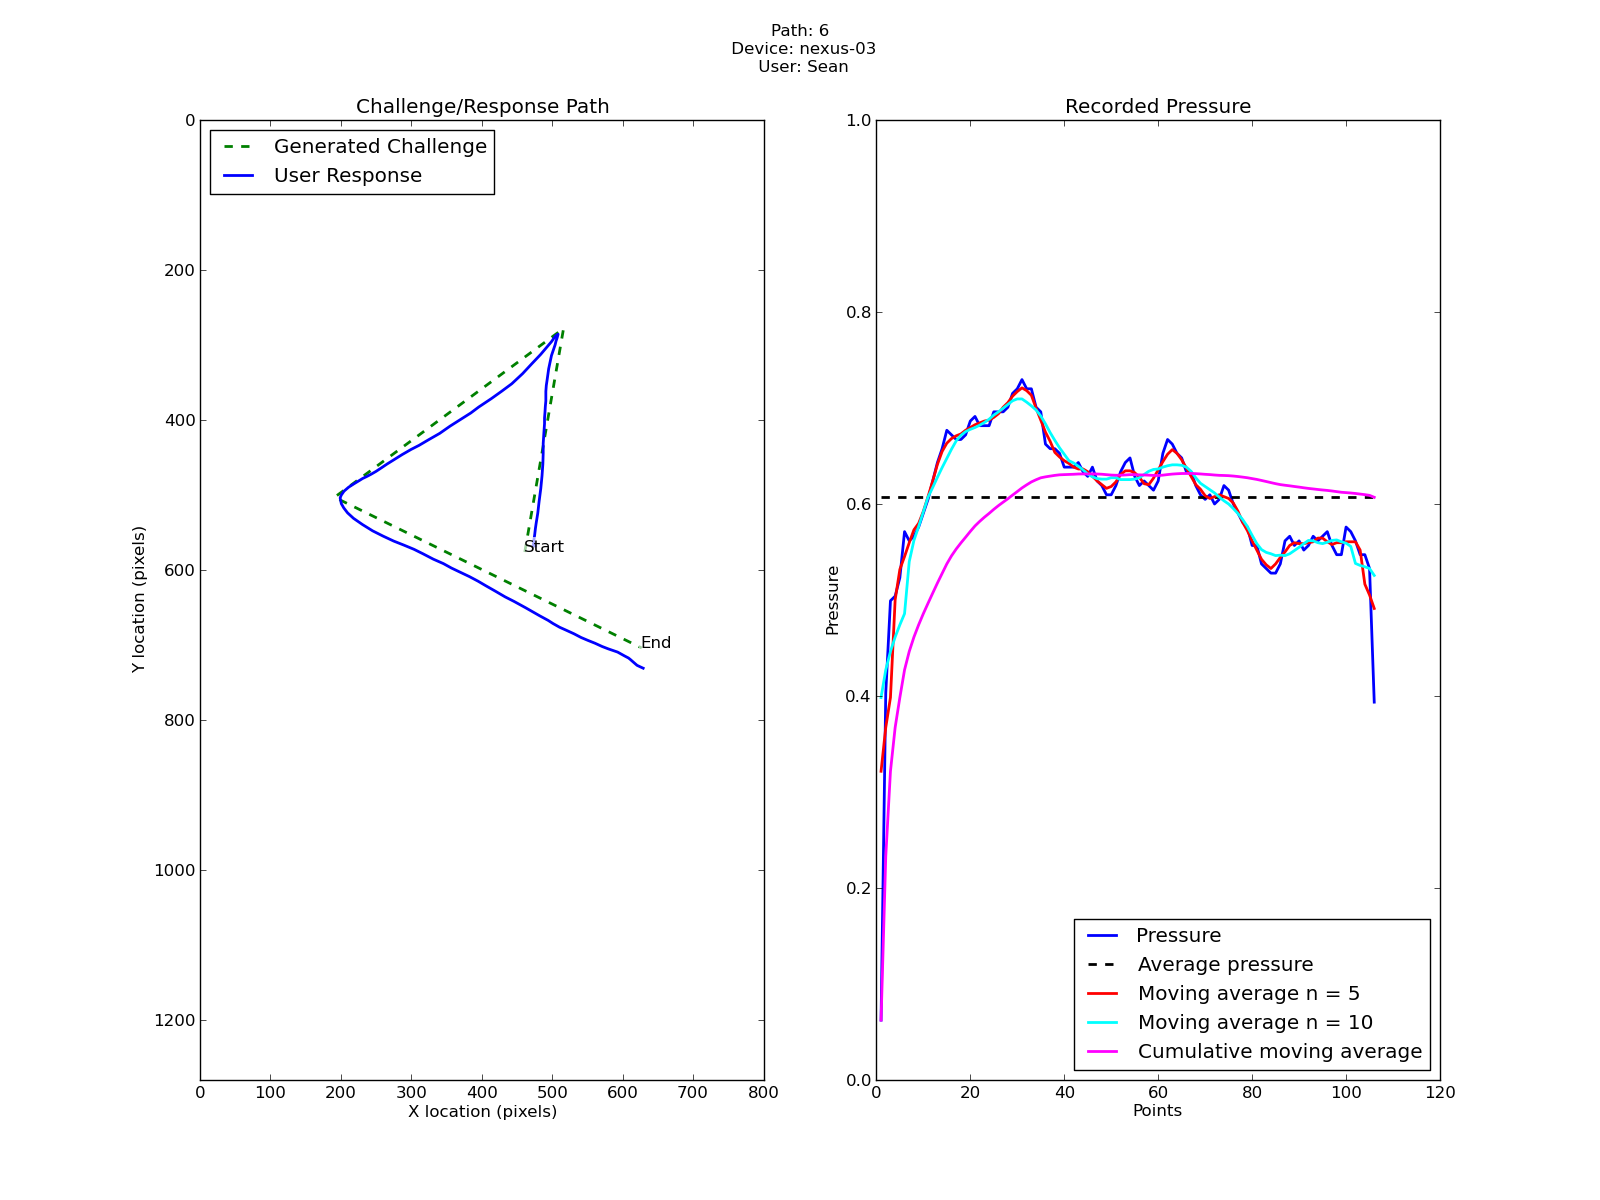 Path: 6
Device: nexus-03
User: Sean
Challenge/Response Path
Generated Challenge
User Response
0
200
400
600
800
1000
1200
Y location (pixels)
Start
End
0 100 200 300 400 500 600 700 800
X location (pixels)
Recorded Pressure
1.0
0.8
0.6
0.4
0.2
0.0
Pressure
Pressure
Average pressure
Moving average n = 5
Moving average n = 10
Cumulative moving average
0 20 40 60 80 100 120
Points